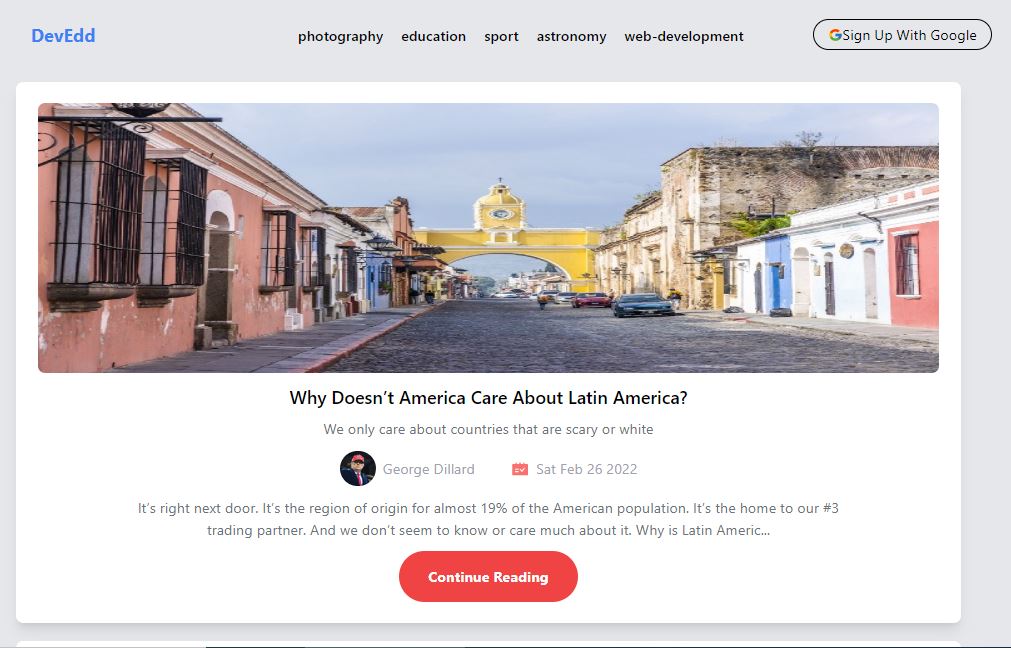 DevEdd
photography education sport astronomy web-development
Sign Up With Google
Why Doesn’t America Care About Latin America?
We only care about countries that are scary or white
George Dillard
Sat Feb 26 2022
It’s right next door. It’s the region of origin for almost 19% of the American population. It’s the home to our #3
trading partner. And we don’t seem to know or care much about it. Why is Latin Americ...
Continue Reading